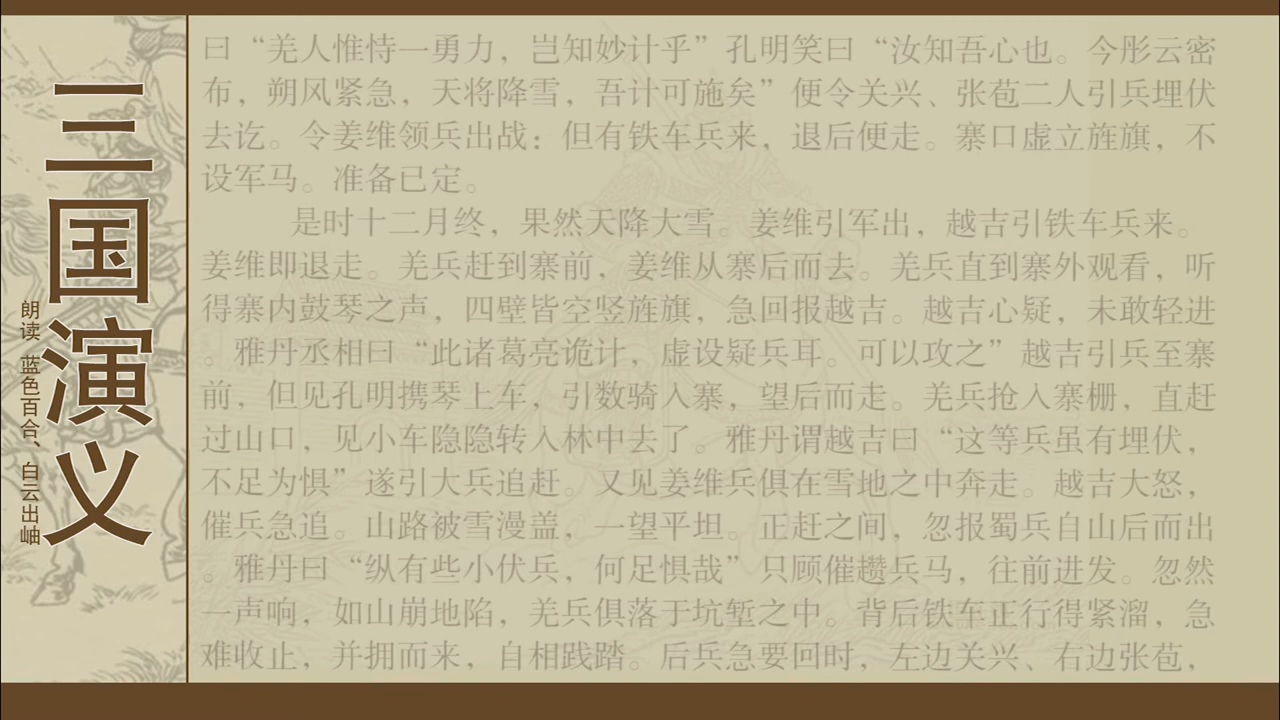 三国演义
朗读 蓝色百合、白云出岫
曰“羌人惟恃一勇力，岂知妙计乎”孔明笑曰“汝知吾心也。今彤云密
布，朔风紧急，天将降雪，吾计可施矣”便令关兴、张苞二人引兵埋伏
去讫。令姜维领兵出战：但有铁车兵来，退后便走。寨口虚立旌旗，不
设军马。准备已定。
是时十二月终，果然天降大雪。姜维引军出，越吉引铁车兵来。
姜维即退走。羌兵赶到寨前，姜维从寨后而去。羌兵直到寨外观看，听
得寨内鼓琴之声，四壁皆空竖旌旗，急回报越吉。越吉心疑，未敢轻进
。雅丹丞相曰“此诸葛亮诡计，虚设疑兵耳。可以攻之”越吉引兵至寨
前，但见孔明携琴上车，引数骑入寨，望后而走。羌兵抢入寨栅，直赶
过山口，见小车隐隐转入林中去了。雅丹谓越吉曰“这等兵虽有埋伏，
不足为惧”遂引大兵追赶。又见姜维兵俱在雪地之中奔走。越吉大怒，
催兵急追。山路被雪漫盖，一望平坦。正赶之间，忽报蜀兵自山后而出
。雅丹曰“纵有些小伏兵，何足惧哉”只顾催攒兵马，往前进发。忽然
一声响，如山崩地陷，羌兵俱落于坑堑之中。背后铁车正行得紧溜，急
难收止，并拥而来，自相践踏。后兵急要回时，左边关兴、右边张苞，